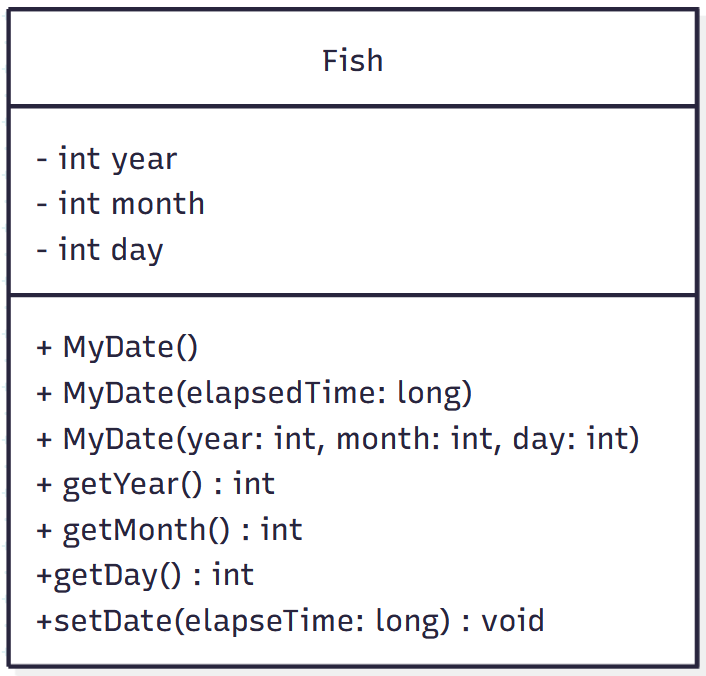 Fish
- int year
- int month
- int day
+ MyDate()
+ MyDate(elapsedTime: long)
+ MyDate(year: int, month: int, day: int)
+ getYear() : int
+ getMonth() : int
+getDay() : int
+setDate(elapseTime: long) : void